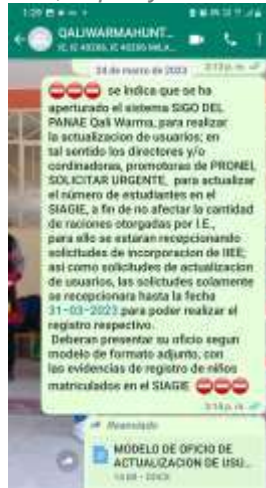 1:29
QALIWARMAHUNT...
24 de marzo de 2023
⛔⛔⛔ se indica que se ha
aperturado el sistema SIGO DEL
PANAE Qali Warma, para realizar
la actualizacion de usuarios; en
tal sentido los directores y/o
cordinadoras, promotoras de PRONEI,
SOLICITAR URGENTE, para actualizar
el número de estudiantes en el
SIAGIE, a fin de no afectar la cantidad
de raciones otorgadas por I.E.,
para ello se estaran recepcionando
solicitudes de incorporacion de IIEE;
asi como solicitudes de actualizacion
de usuarios, las solicitudes solamente
se recepcionara hasta la fecha
31-03-2023 para poder realizar el
registro respectivo.
Deberan presentar su oficio segun
modelo de formato adjunto, con
las evidencias de registro de niños
matriculados en el SIAGIE ⛔⛔⛔
Reenviado
MODELO DE OFICIO DE
ACTUALIZACION DE USU...
DOCX